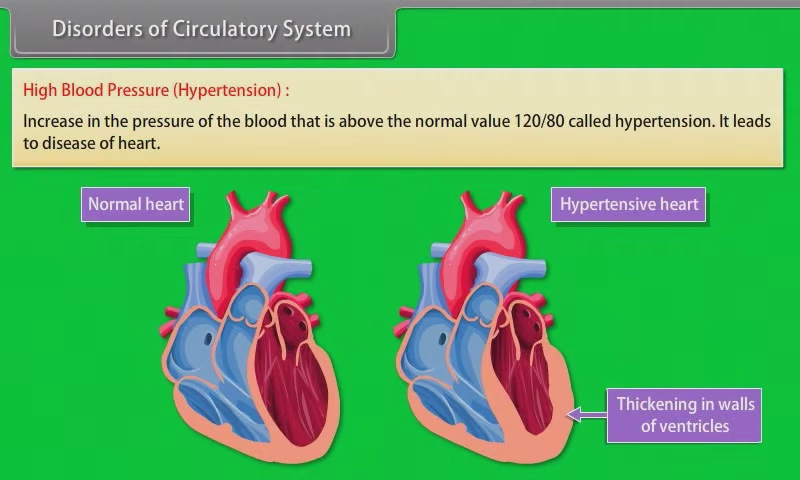 Disorders of Circulatory System
High Blood Pressure (Hypertension) :
Increase in the pressure of the blood that is above the normal value 120/80 called hypertension. It leads
to disease of heart.
Normal heart
Hypertensive heart
Thickening in walls
of ventricles